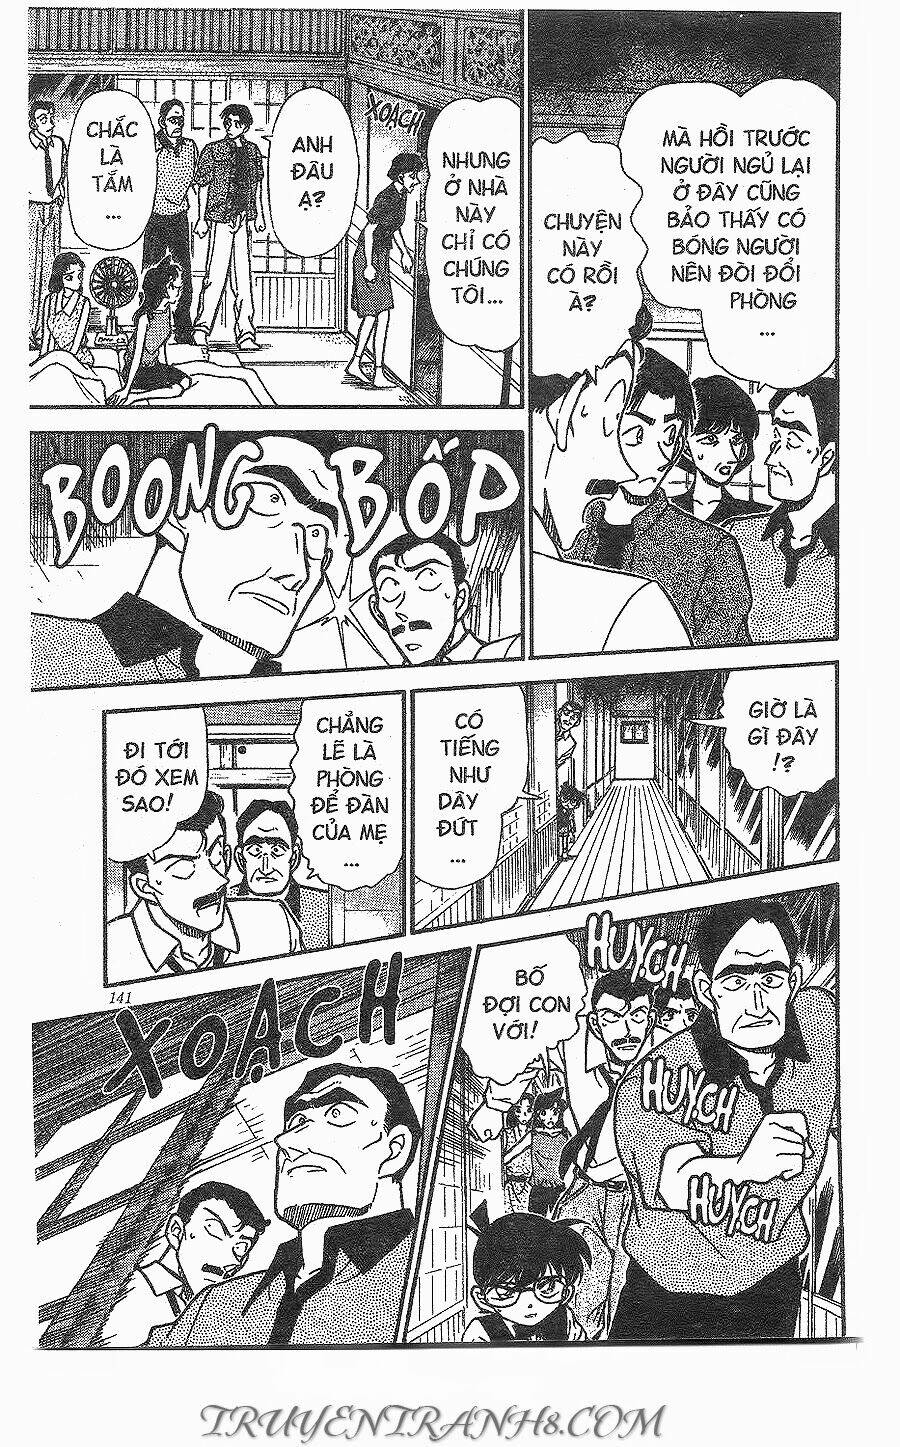 MÀ HỒI TRƯỚC
NGƯỜI NGỦ LẠI
Ở ĐÂY CŨNG
BẢO THẤY CÓ
BÓNG NGƯỜI
NÊN ĐÒI ĐỔI
PHÒNG
...
CHUYỆN
NÀY
CÓ RỒI
À?
NHƯNG
Ở NHÀ
NÀY
CHỈ CÓ
CHÚNG
TÔI...
XOẠCH
ANH
ĐÂU
Ạ?
CHẮC
LÀ
TẮM
...
BOONG
BỐP
GIỜ LÀ
GÌ ĐÂY
!?
CÓ
TIẾNG
NHƯ
DÂY
ĐỨT
...
CHẲNG
LẼ LÀ
PHÒNG
ĐỂ ĐÀN
CỦA MẸ
...
ĐI TỚI
ĐÓ XEM
SAO!
HUỴCH
HUỴCH
HUỴCH
BỐ
ĐỢI CON
VỚI!
XOẠCH
141
TRUYENTRANH8.COM